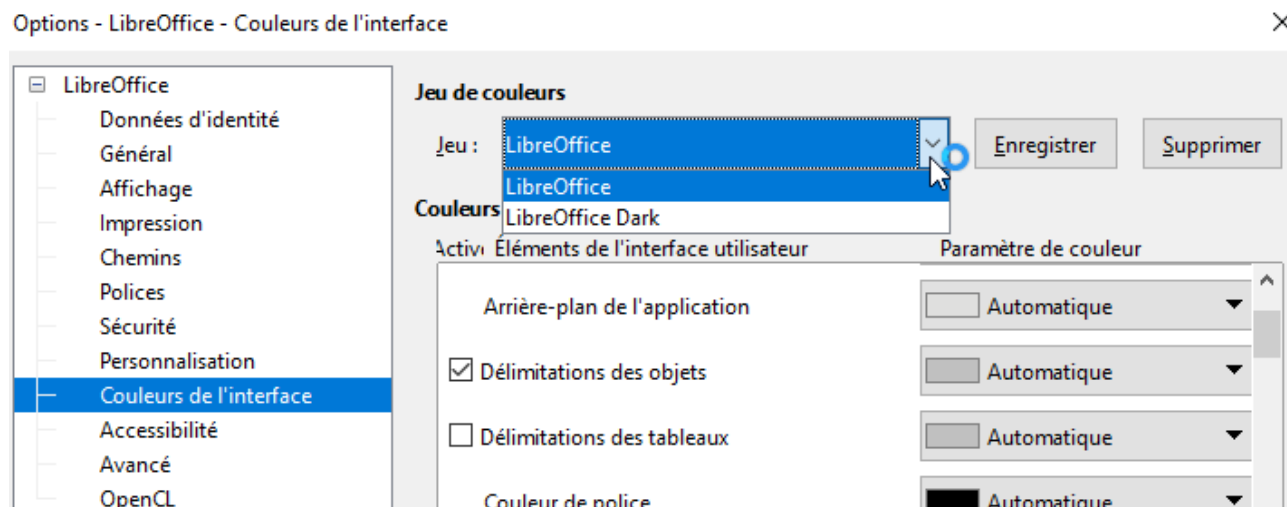 Options - LibreOffice - Couleurs de l'interface
LibreOffice
Données d'identité
Général
Affichage
Impression
Chemins
Polices
Sécurité
Personnalisation
Couleurs de l'interface
Accessibilité
Avancé
OpenCL
Jeu de couleurs
Jeu : LibreOffice Enregistrer Supprimer
LibreOffice
LibreOffice Dark
Couleurs
Active Éléments de l'interface utilisateur Paramètre de couleur
Arrière-plan de l'application Automatique
Délimitations des objets Automatique
Délimitations des tableaux Automatique
Couleur de police Automatique